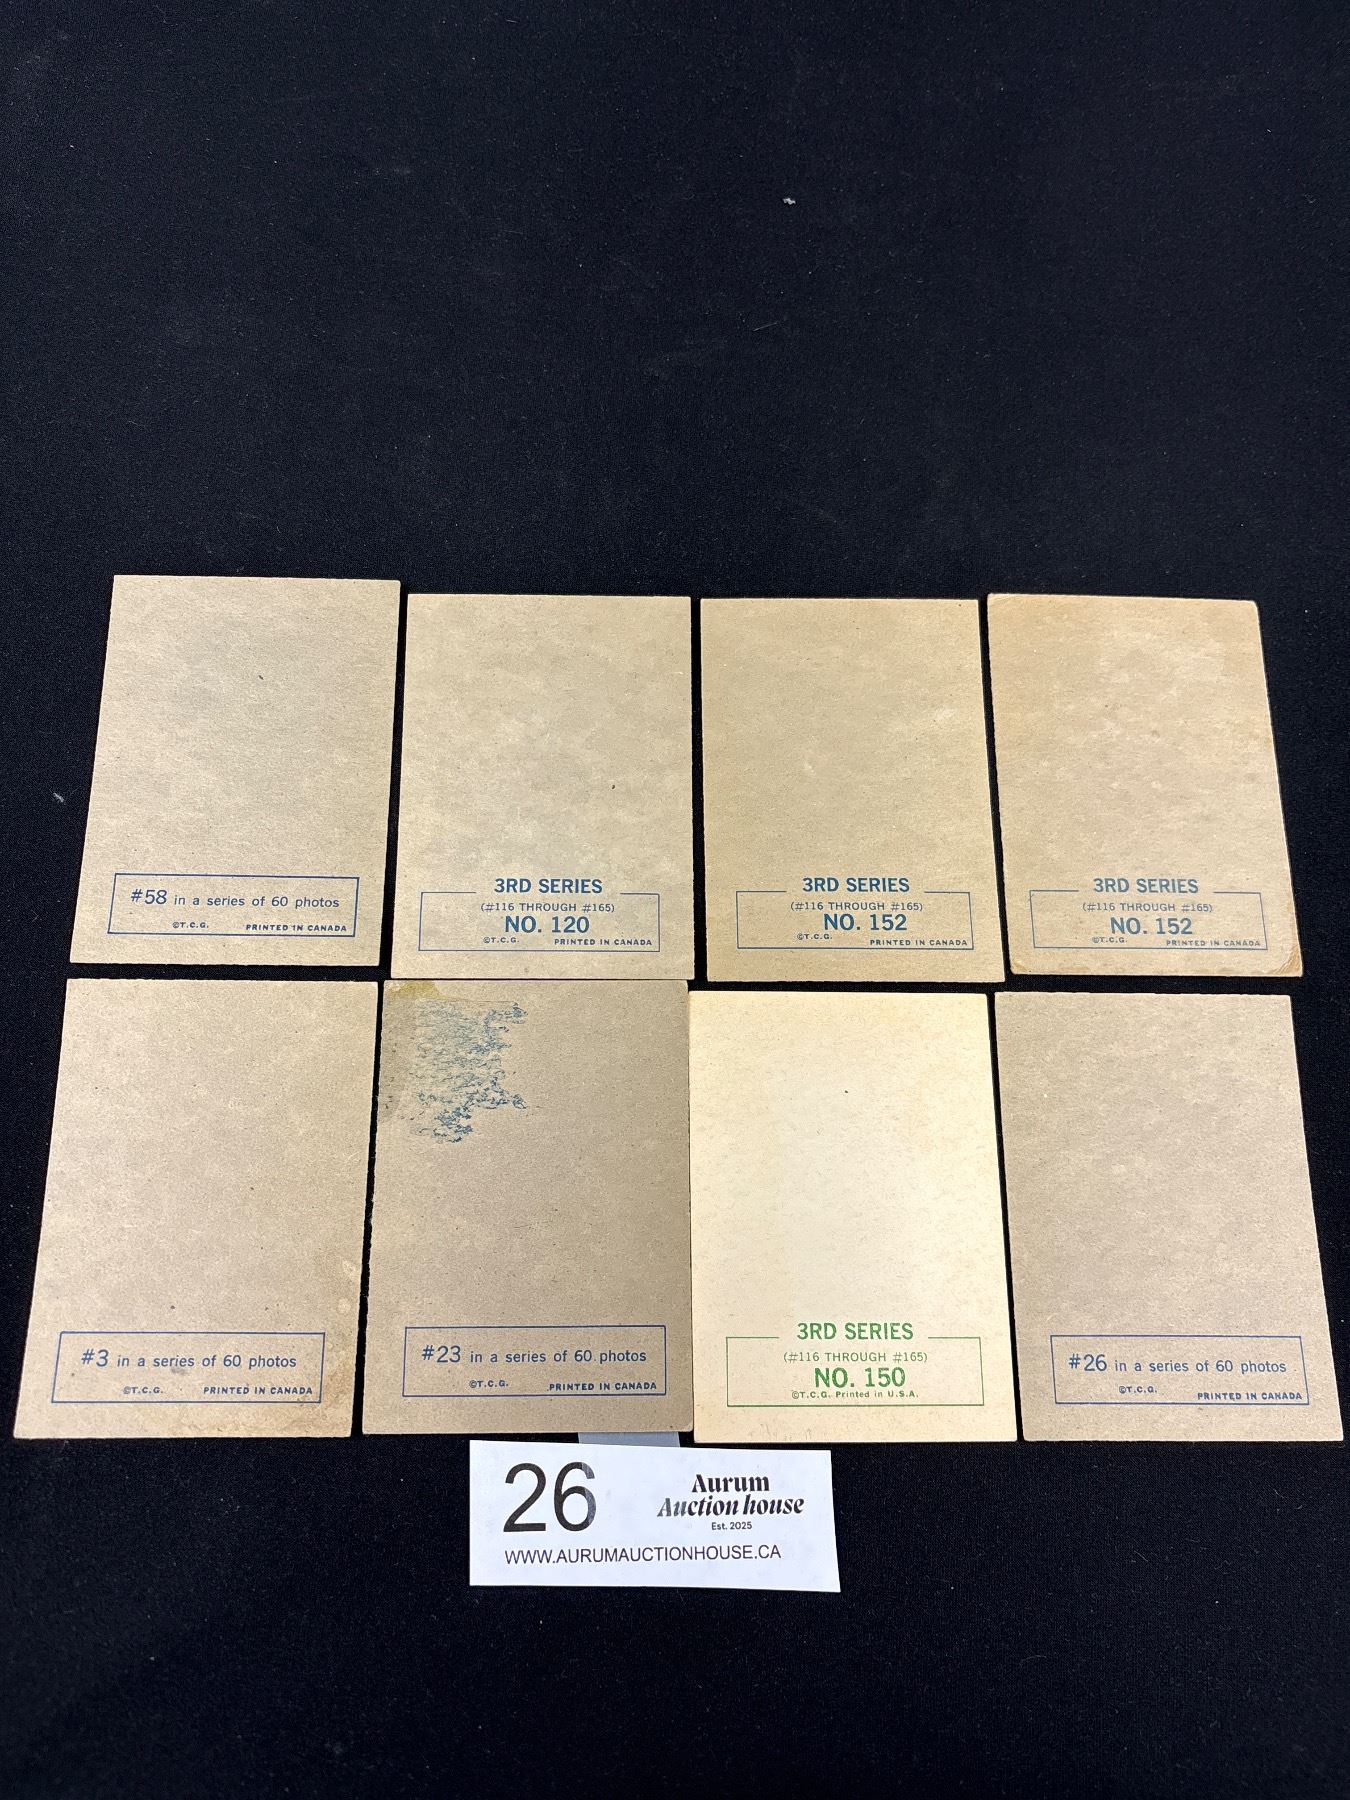 #58 in a series of 60 photos
©T.C.G. PRINTED IN CANADA
3RD SERIES
(#116 THROUGH #165)
NO. 120
©T.C.G. PRINTED IN CANADA
3RD SERIES
(#116 THROUGH #165)
NO. 152
©T.C.G. PRINTED IN CANADA
3RD SERIES
(#116 THROUGH #165)
NO. 152
©T.C.G. PRINTED IN CANADA
#3 in a series of 60 photos
©T.C.G. PRINTED IN CANADA
#23 in a series of 60 photos
©T.C.G. PRINTED IN CANADA
3RD SERIES
(#116 THROUGH #165)
NO. 150
©T.C.G. Printed in U.S.A.
#26 in a series of 60 photos
©T.C.G. PRINTED IN CANADA
26
Aurum
Auction house
Est. 2025
WWW.AURUMAUCTIONHOUSE.CA